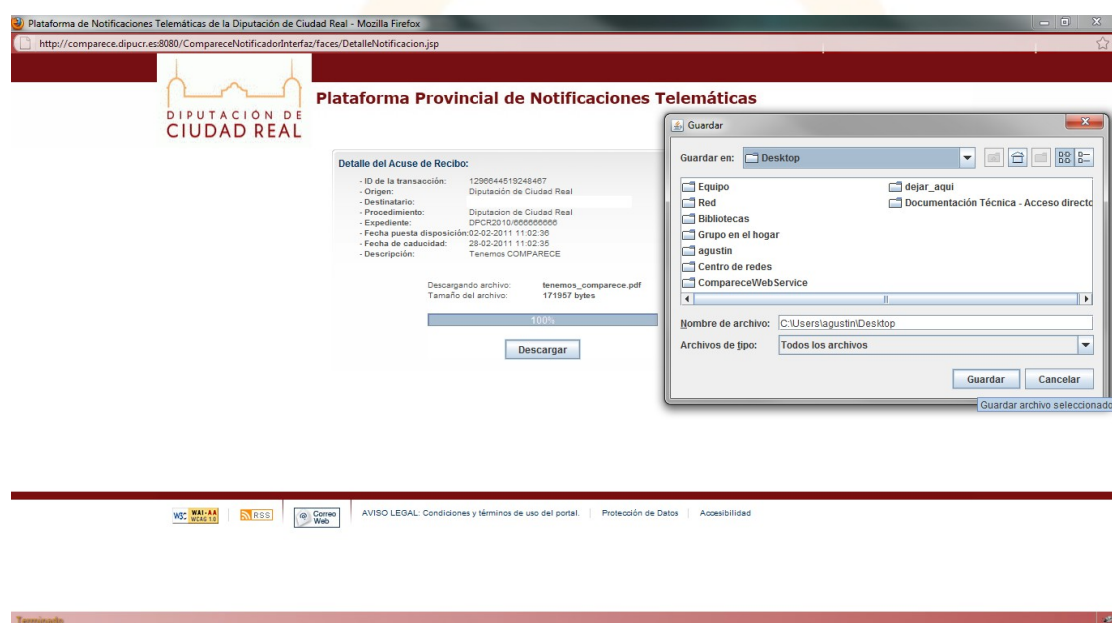 Plataforma de Notificaciones Telemáticas de la Diputación de Ciudad Real - Mozilla Firefox
http://comparece.dipucr.es:8080/CompareceNotificadorInterfaz/faces/DetalleNotificacion.jsp
DIPUTACIÓN DE
CIUDAD REAL
Plataforma Provincial de Notificaciones Telemáticas
Detalle del Acuse de Recibo:
- ID de la transacción: 1296644519248467
- Origen: Diputación de Ciudad Real
- Destinatario:
- Procedimiento: Diputacion de Ciudad Real
- Expediente: DPCR2010/666666666
- Fecha puesta disposición:02-02-2011 11:02:36
- Fecha de caducidad: 28-02-2011 11:02:35
- Descripción: Tenemos COMPARECE
Descargando archivo: tenemos_comparece.pdf
Tamaño del archivo: 171957 bytes
100%
Descargar
Guardar
Guardar en: Desktop
Equipo
Red
Bibliotecas
Grupo en el hogar
agustin
Centro de redes
CompareceWebService
dejar_aqui
Documentación Técnica - Acceso directo
Nombre de archivo: C:\Users\agustin\Desktop
Archivos de tipo: Todos los archivos
Guardar Cancelar
Guardar archivo seleccionado
W3C WAI-AA WCAG 1.0
RSS
Correo Web
AVISO LEGAL: Condiciones y términos de uso del portal. | Protección de Datos | Accesibilidad
Terminado